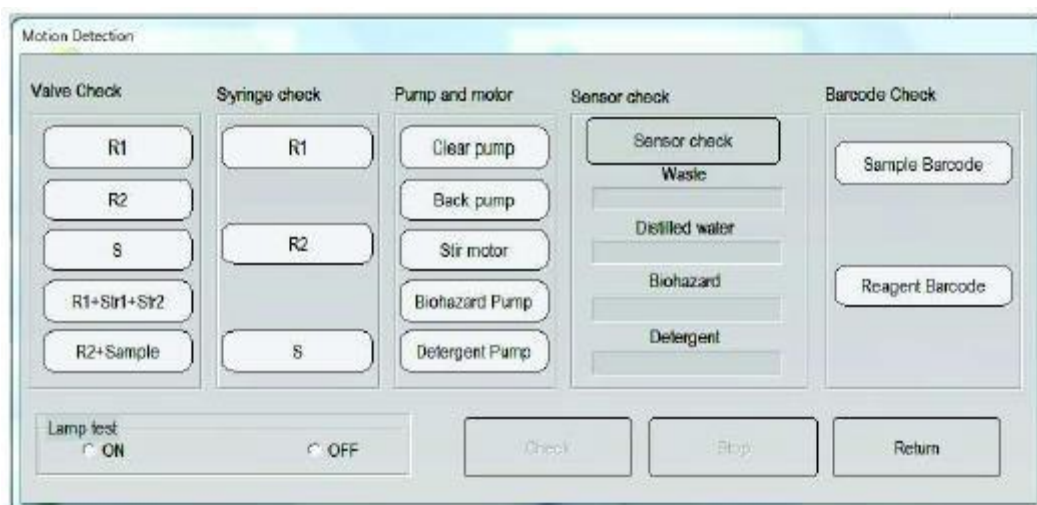 Motion Detection
Valve Check
R1
R2
S
R1+Str1+Str2
R2+Sample
Syringe check
R1
R2
S
Pump and motor
Clear pump
Back pump
Stir motor
Biohazard Pump
Detergent Pump
Sensor check
Sensor check
Waste
Distilled water
Biohazard
Detergent
Barcode Check
Sample Barcode
Reagent Barcode
Lamp test
ON OFF
Check Stop Return